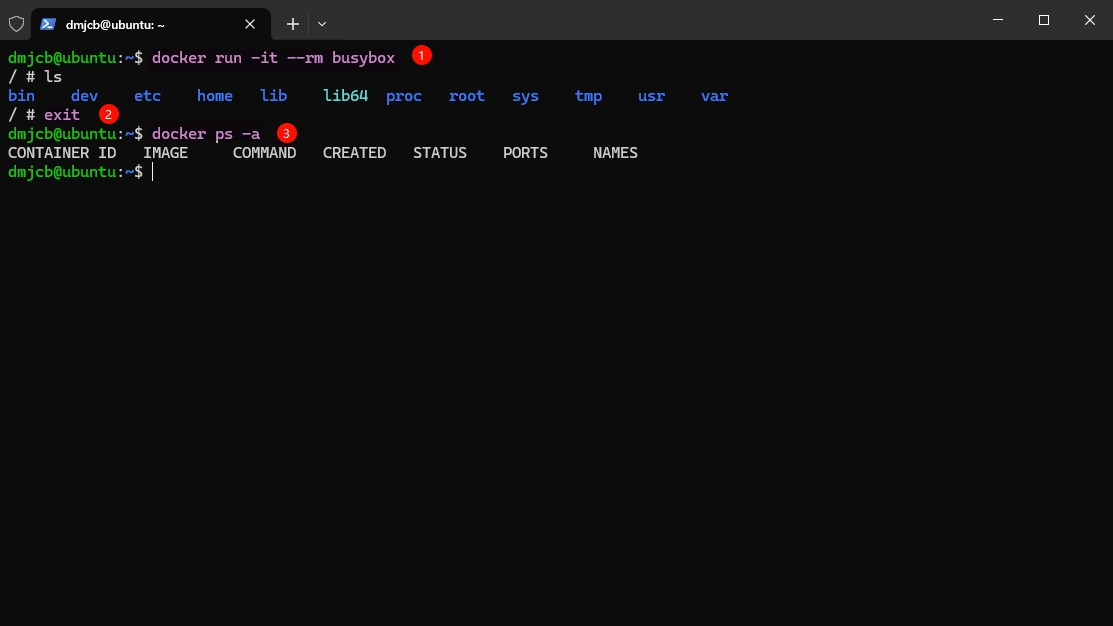 dmjcb@ubuntu: ~
dmjcb@ubuntu:~$ docker run -it --rm busybox 1
/ # ls
bin dev etc home lib lib64 proc root sys tmp usr var
/ # exit 2
dmjcb@ubuntu:~$ docker ps -a 3
CONTAINER ID IMAGE COMMAND CREATED STATUS PORTS NAMES
dmjcb@ubuntu:~$